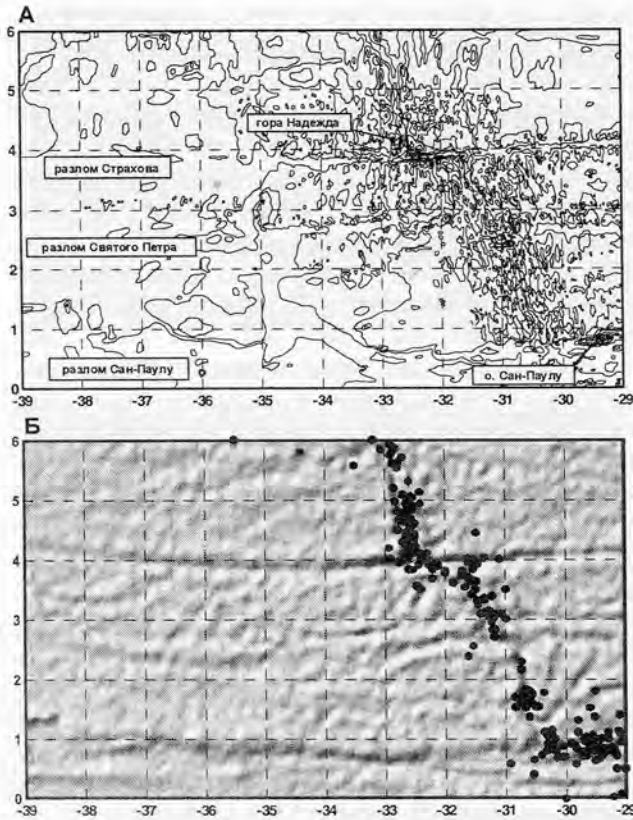 А
6
5
гора Надежда
4
разлом Страхова
3
разлом Святого Петра
2
1
разлом Сан-Паулу
о. Сан-Паулу
0
-39 -38 -37 -36 -35 -34 -33 -32 -31 -30 -29
Б
6
5
4
3
2
1
0
-39 -38 -37 -36 -35 -34 -33 -32 -31 -30 -29